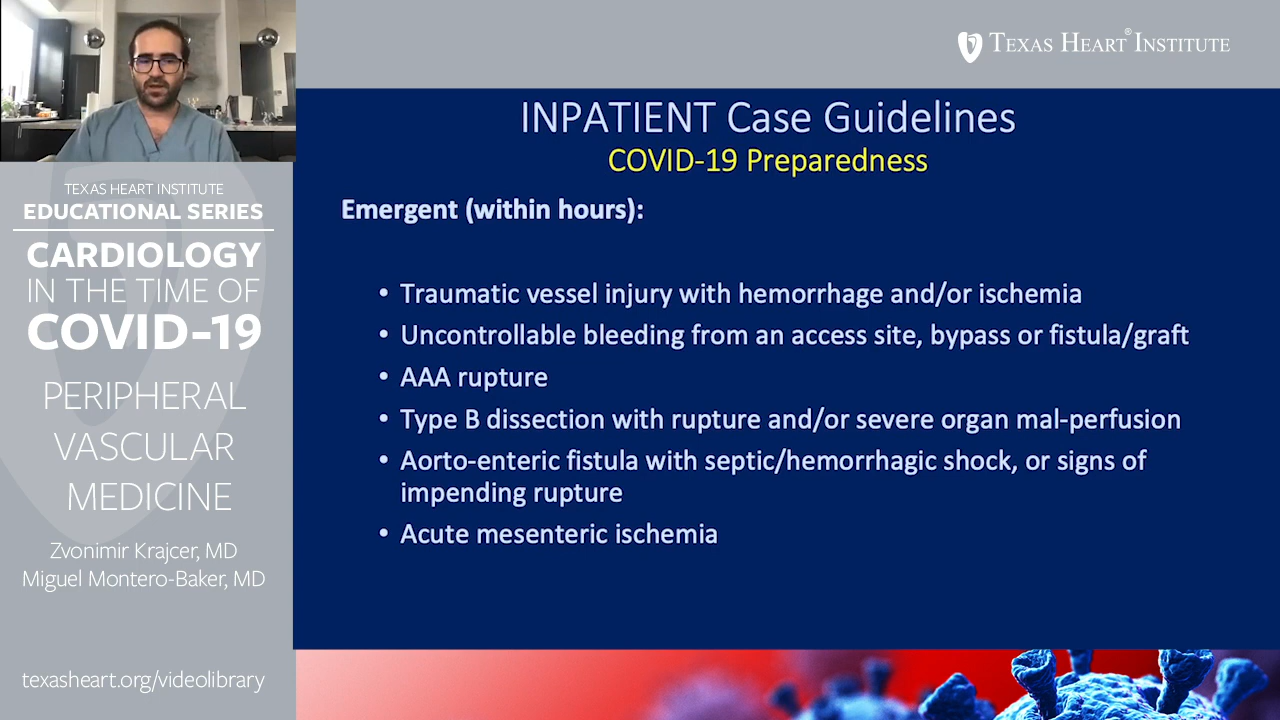 TEXAS HEART® INSTITUTE
INPATIENT Case Guidelines
COVID-19 Preparedness
Emergent (within hours):
• Traumatic vessel injury with hemorrhage and/or ischemia
• Uncontrollable bleeding from an access site, bypass or fistula/graft
• AAA rupture
• Type B dissection with rupture and/or severe organ mal-perfusion
• Aorto-enteric fistula with septic/hemorrhagic shock, or signs of
impending rupture
• Acute mesenteric ischemia
TEXAS HEART INSTITUTE
EDUCATIONAL SERIES
CARDIOLOGY
IN THE TIME OF
COVID-19
PERIPHERAL
VASCULAR
MEDICINE
Zvonimir Krajcer, MD
Miguel Montero-Baker, MD
texasheart.org/videolibrary